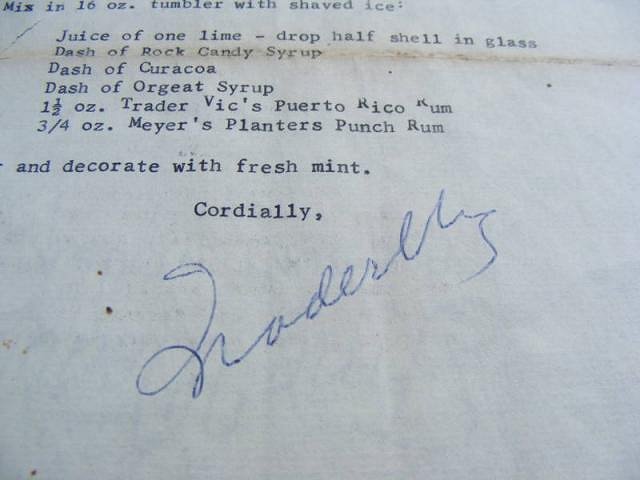 Mix in 16 oz. tumbler with shaved ice:
Juice of one lime - drop half shell in glass
Dash of Rock Candy Syrup
Dash of Curacoa
Dash of Orgeat Syrup
1½ oz. Trader Vic's Puerto Rico Rum
3/4 oz. Meyer's Planters Punch Rum
and decorate with fresh mint.
Cordially,
Trader Vic